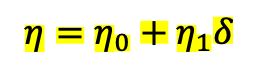 η = η₀ + η₁δ